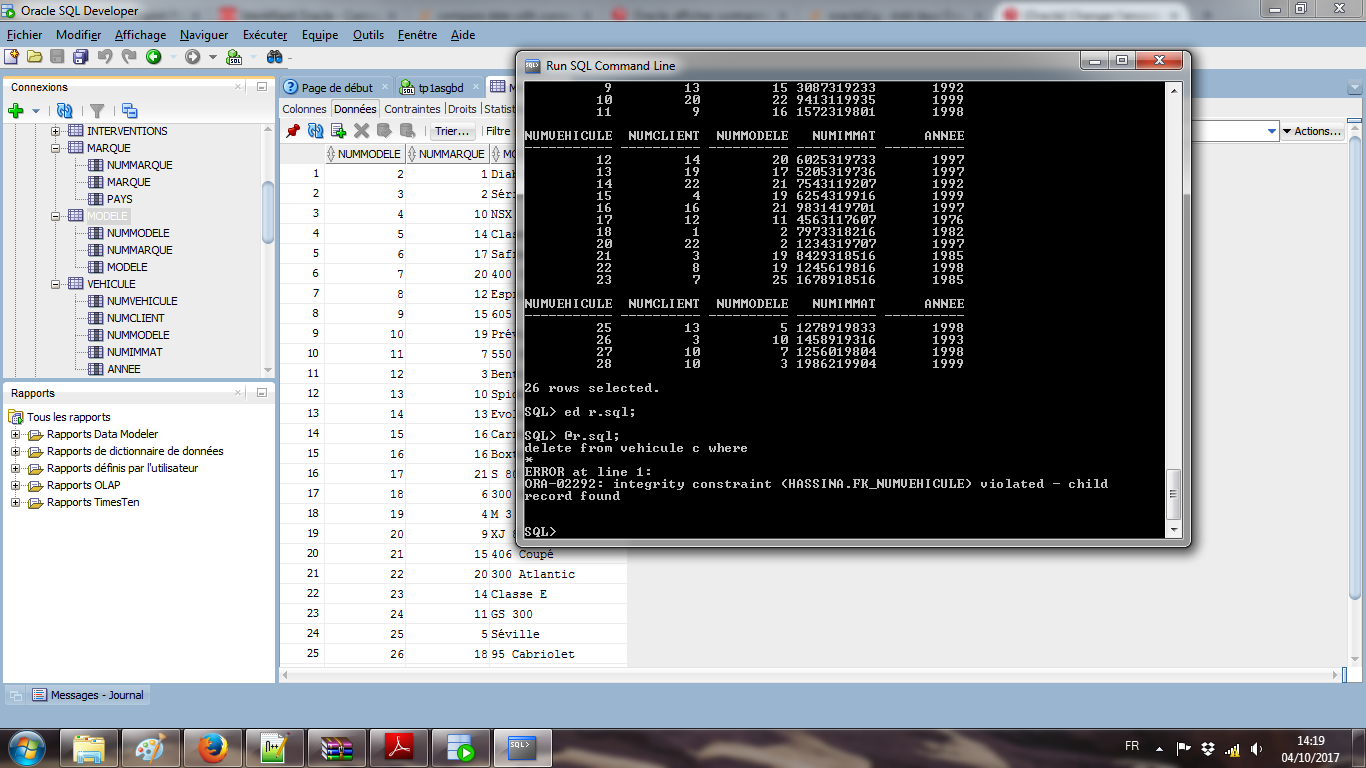 Oracle SQL Developer
Fichier Modifier Affichage Naviguer Exécuter Equipe Outils Fenêtre Aide
Connexions
INTERVENTIONS
MARQUE
NUMMARQUE
MARQUE
PAYS
MODELE
NUMMODELE
NUMMARQUE
MODELE
VEHICULE
NUMVEHICULE
NUMCLIENT
NUMMODELE
NUMIMMAT
ANNEE
Rapports
Tous les rapports
Rapports Data Modeler
Rapports de dictionnaire de données
Rapports définis par l'utilisateur
Rapports OLAP
Rapports TimesTen
Messages - Journal
Page de début tp1asgbd
Colonnes Données Contraintes Droits Statist
Trier... Filtre
Actions...
NUMMODELE NUMMARQUE MO
1 2 1 Diab
2 3 2 Séri
3 4 10 NSX
4 5 14 Clas
5 6 17 Safr
6 7 20 400
7 8 12 Espr
8 9 15 605
9 10 19 Prév
10 11 7 550
11 12 3 Bent
12 13 10 Spid
13 14 13 Evol
14 15 16 Carr
15 16 16 Boxt
16 17 21 S 80
17 18 6 300
18 19 4 M 3
19 20 9 XJ 8
20 21 15 406 Coupé
21 22 20 300 Atlantic
22 23 14 Classe E
23 24 11 GS 300
24 25 5 Séville
25 26 18 95 Cabriolet
Run SQL Command Line
9 13 15 3087319233 1992
10 20 22 9413119935 1999
11 9 16 1572319801 1998
NUMVEHICULE NUMCLIENT NUMMODELE NUMIMMAT ANNEE
12 14 20 6025319733 1997
13 19 17 5205319736 1997
14 22 21 7543119207 1992
15 4 19 6254319916 1999
16 16 21 9831419701 1997
17 12 11 4563117607 1976
18 1 2 7973318216 1982
20 22 2 1234319707 1997
21 3 19 8429318516 1985
22 8 19 1245619816 1998
23 7 25 1678918516 1985
NUMVEHICULE NUMCLIENT NUMMODELE NUMIMMAT ANNEE
25 13 5 1278919833 1998
26 3 10 1458919316 1993
27 10 7 1256019804 1998
28 10 3 1986219904 1999
26 rows selected.
SQL> ed r.sql;
SQL> @r.sql;
delete from vehicule c where
*
ERROR at line 1:
ORA-02292: integrity constraint (HASSINA.FK_NUMVEHICULE) violated - child
record found
SQL>
FR
14:19
04/10/2017